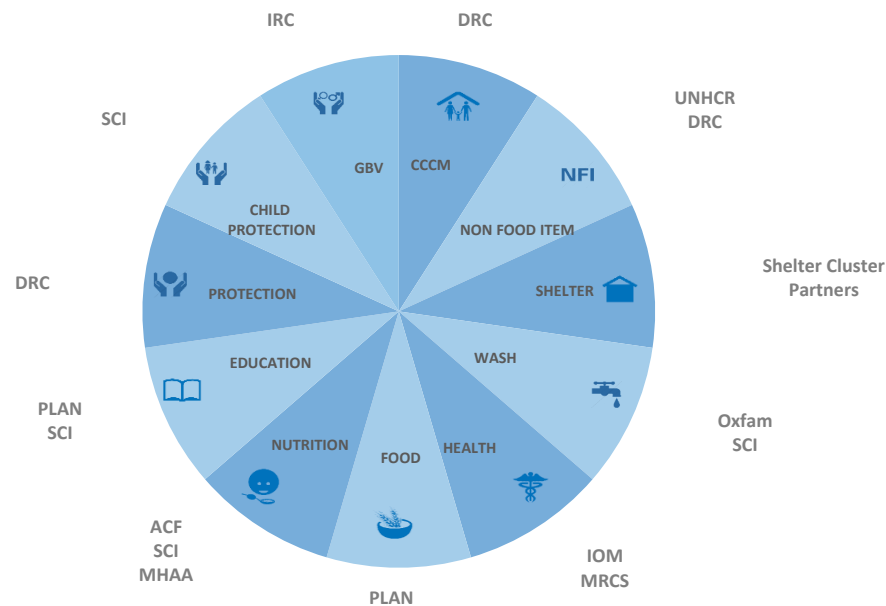 IRC
DRC
UNHCR
DRC
SCI
NFI
GBV
CCCM
CHILD
PROTECTION
NON FOOD ITEM
DRC
PROTECTION
SHELTER
Shelter Cluster
Partners
EDUCATION
WASH
PLAN
SCI
Oxfam
SCI
NUTRITION
FOOD
HEALTH
ACF
SCI
MHAA
IOM
MRCS
PLAN